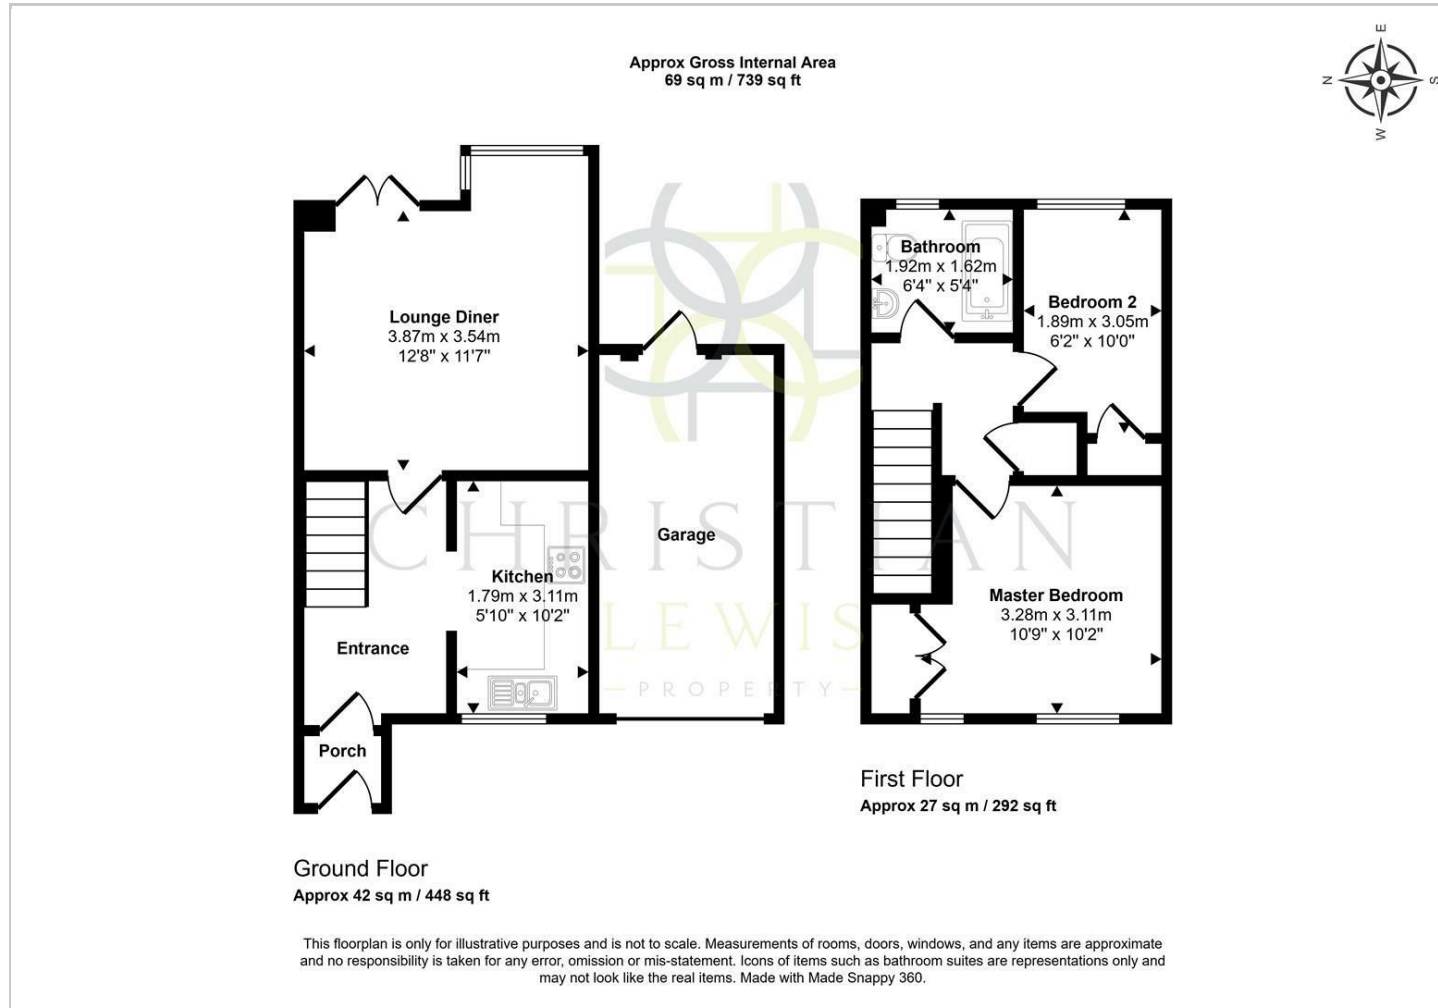 Approx Gross Internal Area
69 sq m / 739 sq ft
E
N
S
W
Lounge Diner
3.87m x 3.54m
12'8" x 11'7"
Garage
Kitchen
1.79m x 3.11m
5'10" x 10'2"
Entrance
Porch
Bathroom
1.92m x 1.62m
6'4" x 5'4"
Bedroom 2
1.89m x 3.05m
6'2" x 10'0"
Master Bedroom
3.28m x 3.11m
10'9" x 10'2"
CHRISTIAN
LEWIS
PROPERTY
First Floor
Approx 27 sq m / 292 sq ft
Ground Floor
Approx 42 sq m / 448 sq ft
This floorplan is only for illustrative purposes and is not to scale. Measurements of rooms, doors, windows, and any items are approximate
and no responsibility is taken for any error, omission or mis-statement. Icons of items such as bathroom suites are representations only and
may not look like the real items. Made with Made Snappy 360.